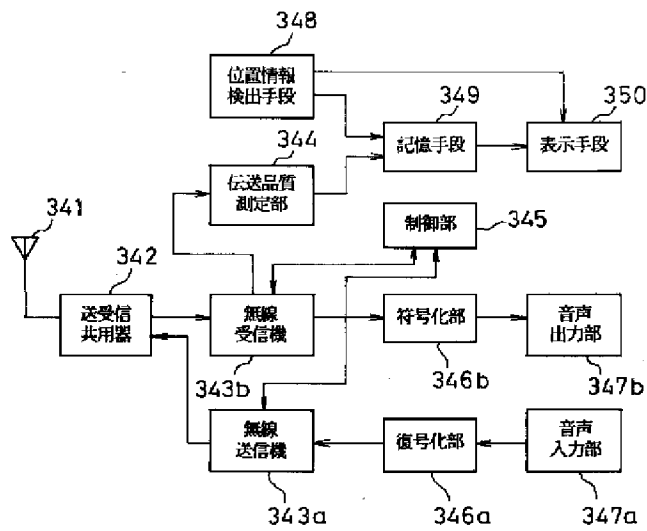 348
位置情報
検出手段
349
350
344
記憶手段
表示手段
伝送品質
測定部
341
制御部
345
342
送受信
共用器
無線
受信機
符号化部
音声
出力部
343b
346b
347b
無線
送信機
復号化部
音声
入力部
343a
346a
347a